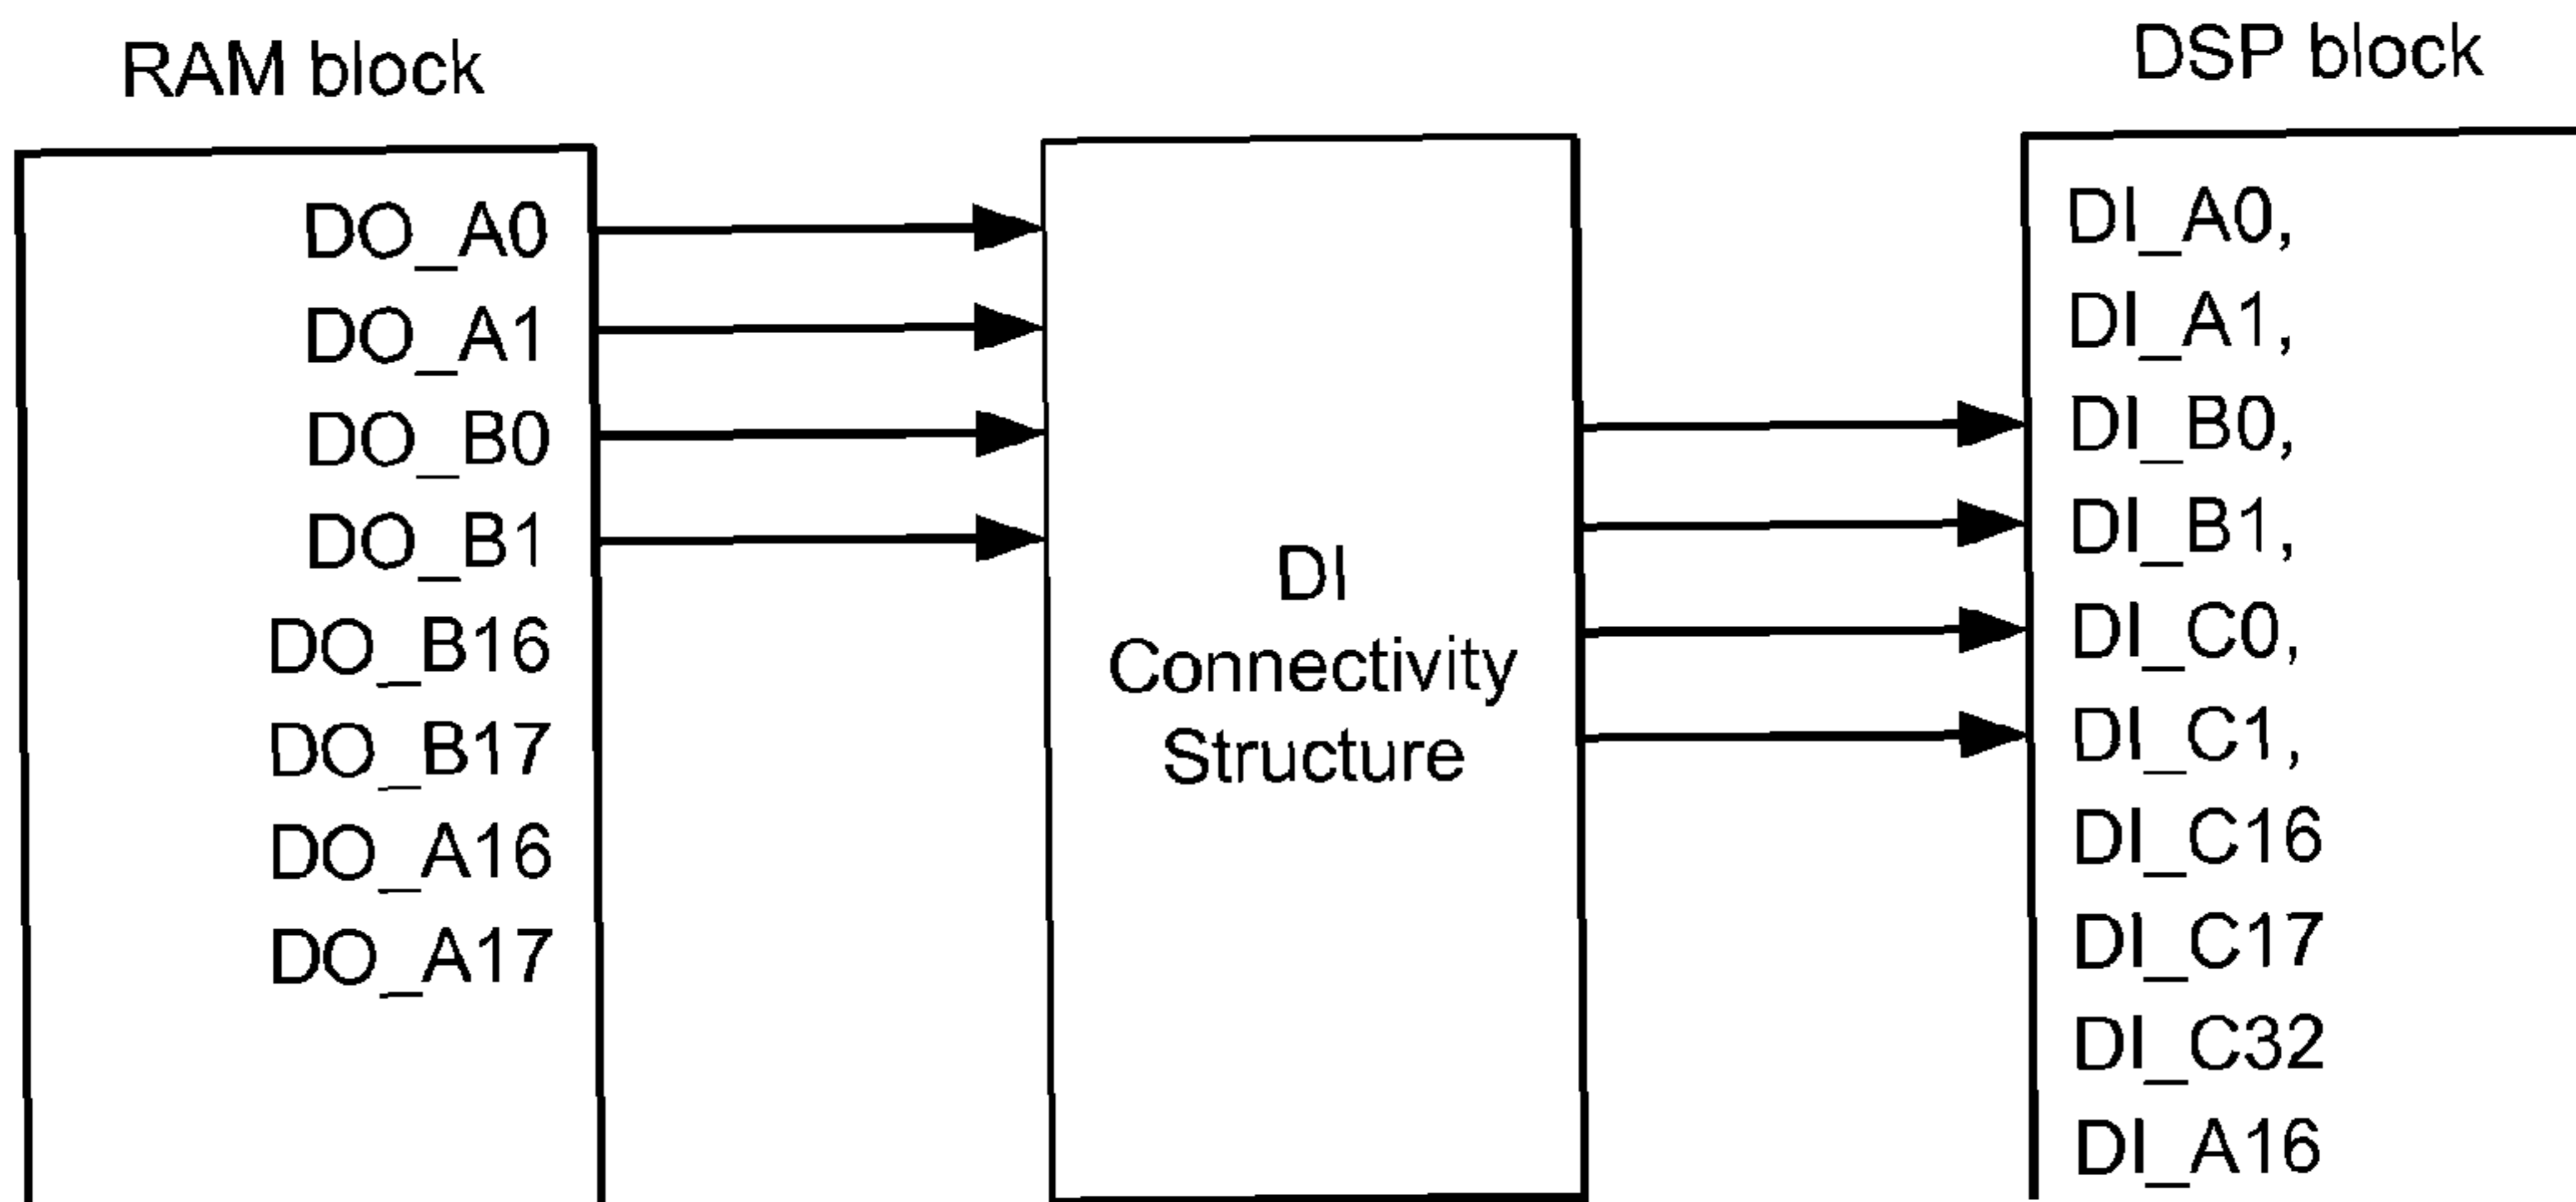 RAM block
DO_A0
DO_A1
DO_B0
DO_B1
DO_B16
DO_B17
DO_A16
DO_A17
DI
Connectivity
Structure
DSP block
DI_A0,
DI_A1,
DI_B0,
DI_B1,
DI_C0,
DI_C1,
DI_C16
DI_C17
DI_C32
DI_A16